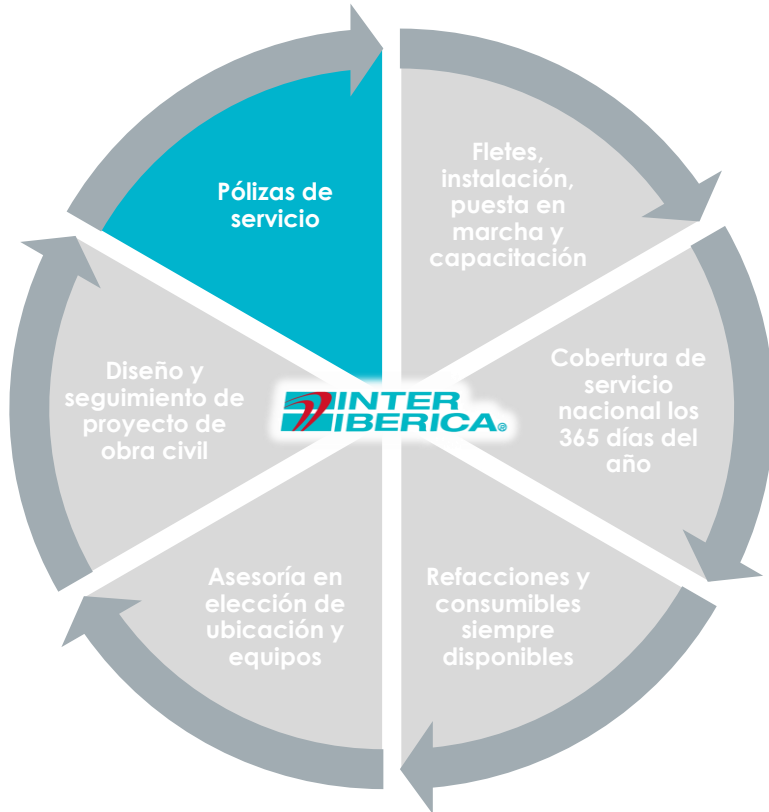 Pólizas de
servicio
Fletes,
instalación,
puesta en
marcha y
capacitación
Cobertura de
servicio
nacional los
365 días del
año
Refacciones y
consumibles
siempre
disponibles
Asesoría en
elección de
ubicación y
equipos
Diseño y
seguimiento de
proyecto de
obra civil
INTER
IBERICA®